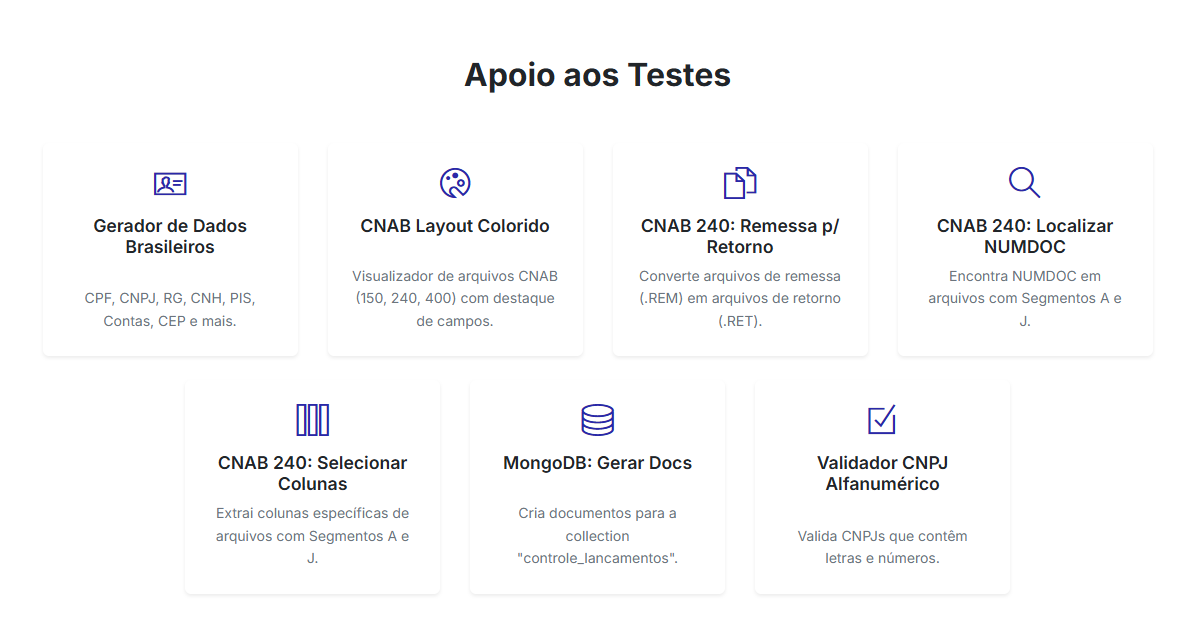 Apoio aos Testes
Gerador de Dados
Brasileiros
CPF, CNPJ, RG, CNH, PIS,
Contas, CEP e mais.
CNAB Layout Colorido
Visualizador de arquivos CNAB
(150, 240, 400) com destaque
de campos.
CNAB 240: Remessa p/
Retorno
Converte arquivos de remessa
(.REM) em arquivos de retorno
(.RET).
CNAB 240: Localizar
NUMDOC
Encontra NUMDOC em
arquivos com Segmentos A e
J.
CNAB 240: Selecionar
Colunas
Extrai colunas específicas de
arquivos com Segmentos A e
J.
MongoDB: Gerar Docs
Cria documentos para a
collection
"controle_lancamentos".
Validador CNPJ
Alfanumérico
Valida CNPJs que contêm
letras e números.